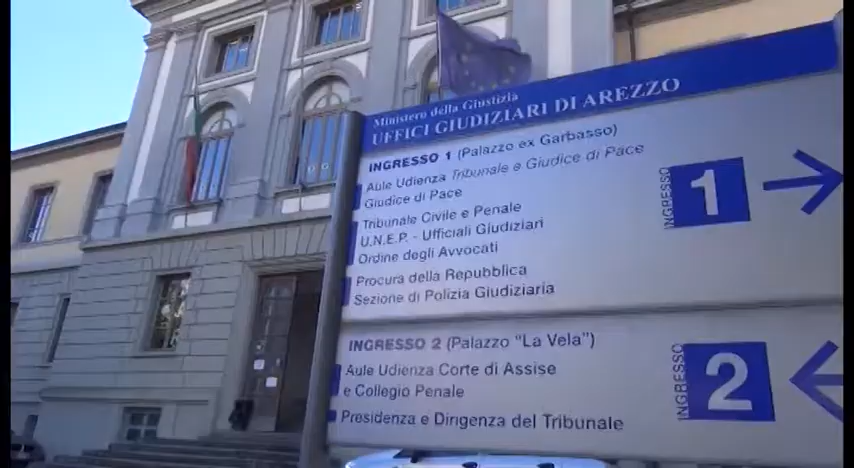 Ministero della Giustizia
UFFICI GIUDIZIARI DI AREZZO
INGRESSO 1 (Palazzo ex Garbasso)
Aule Udienza Tribunale e Giudice di Pace
Giudice di Pace
Tribunale Civile e Penale
U.N.E.P. - Ufficiali Giudiziari
Ordine degli Avvocati
Procura della Repubblica
Sezione di Polizia Giudiziaria
INGRESSO 1
INGRESSO 2 (Palazzo "La Vela")
Aule Udienza Corte di Assise
e Collegio Penale
Presidenza e Dirigenza del Tribunale
INGRESSO 2